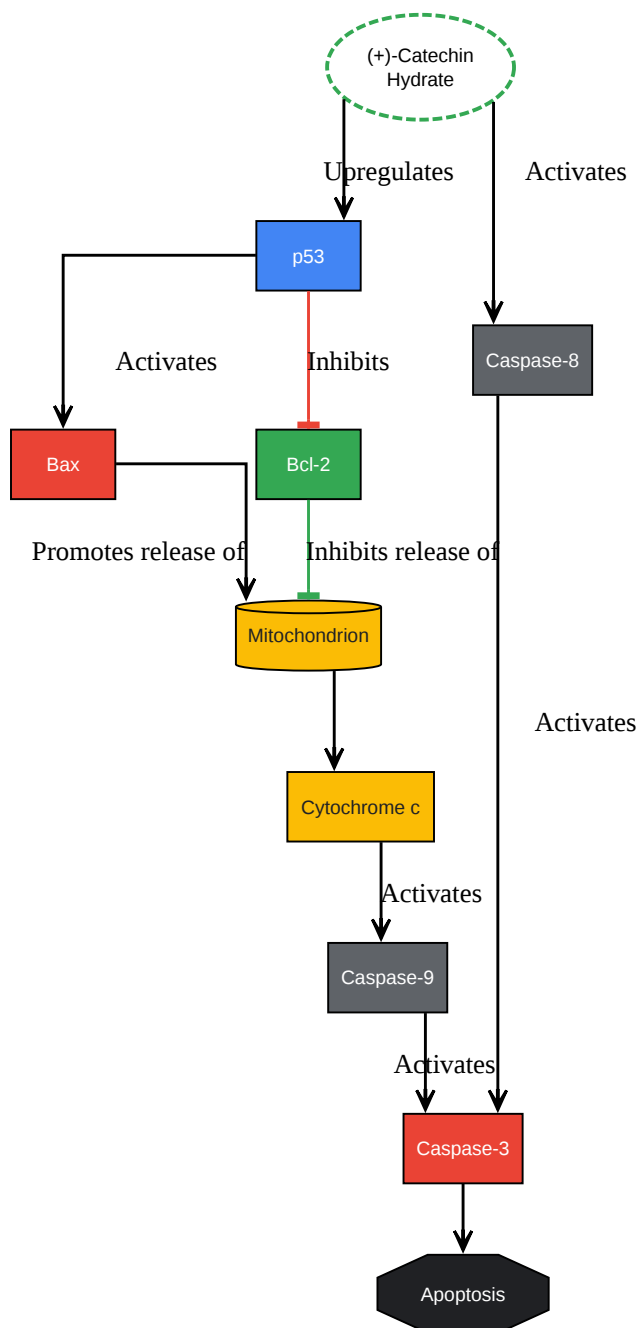 (+)-Catechin
Hydrate
Upregulates
Activates
p53
Caspase-8
Activates
Inhibits
Bax
Bcl-2
Promotes release of
Inhibits release of
Mitochondrion
Activates
Cytochrome c
Activates
Caspase-9
Activates
Caspase-3
Apoptosis